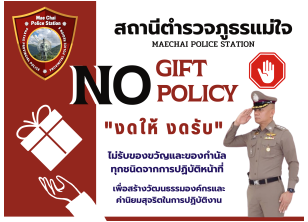 Mae Chai
Police Station
สถานีตำรวจภูธรแม่ใจ
MAECHAI POLICE STATION
NO GIFT
POLICY
"งดให้ งดรับ"
ไม่รับของขวัญและของกำนัล
ทุกชนิดจากการปฏิบัติหน้าที่
เพื่อสร้างวัฒนธรรมองค์กรและ
ค่านิยมสุจริตในการปฏิบัติงาน